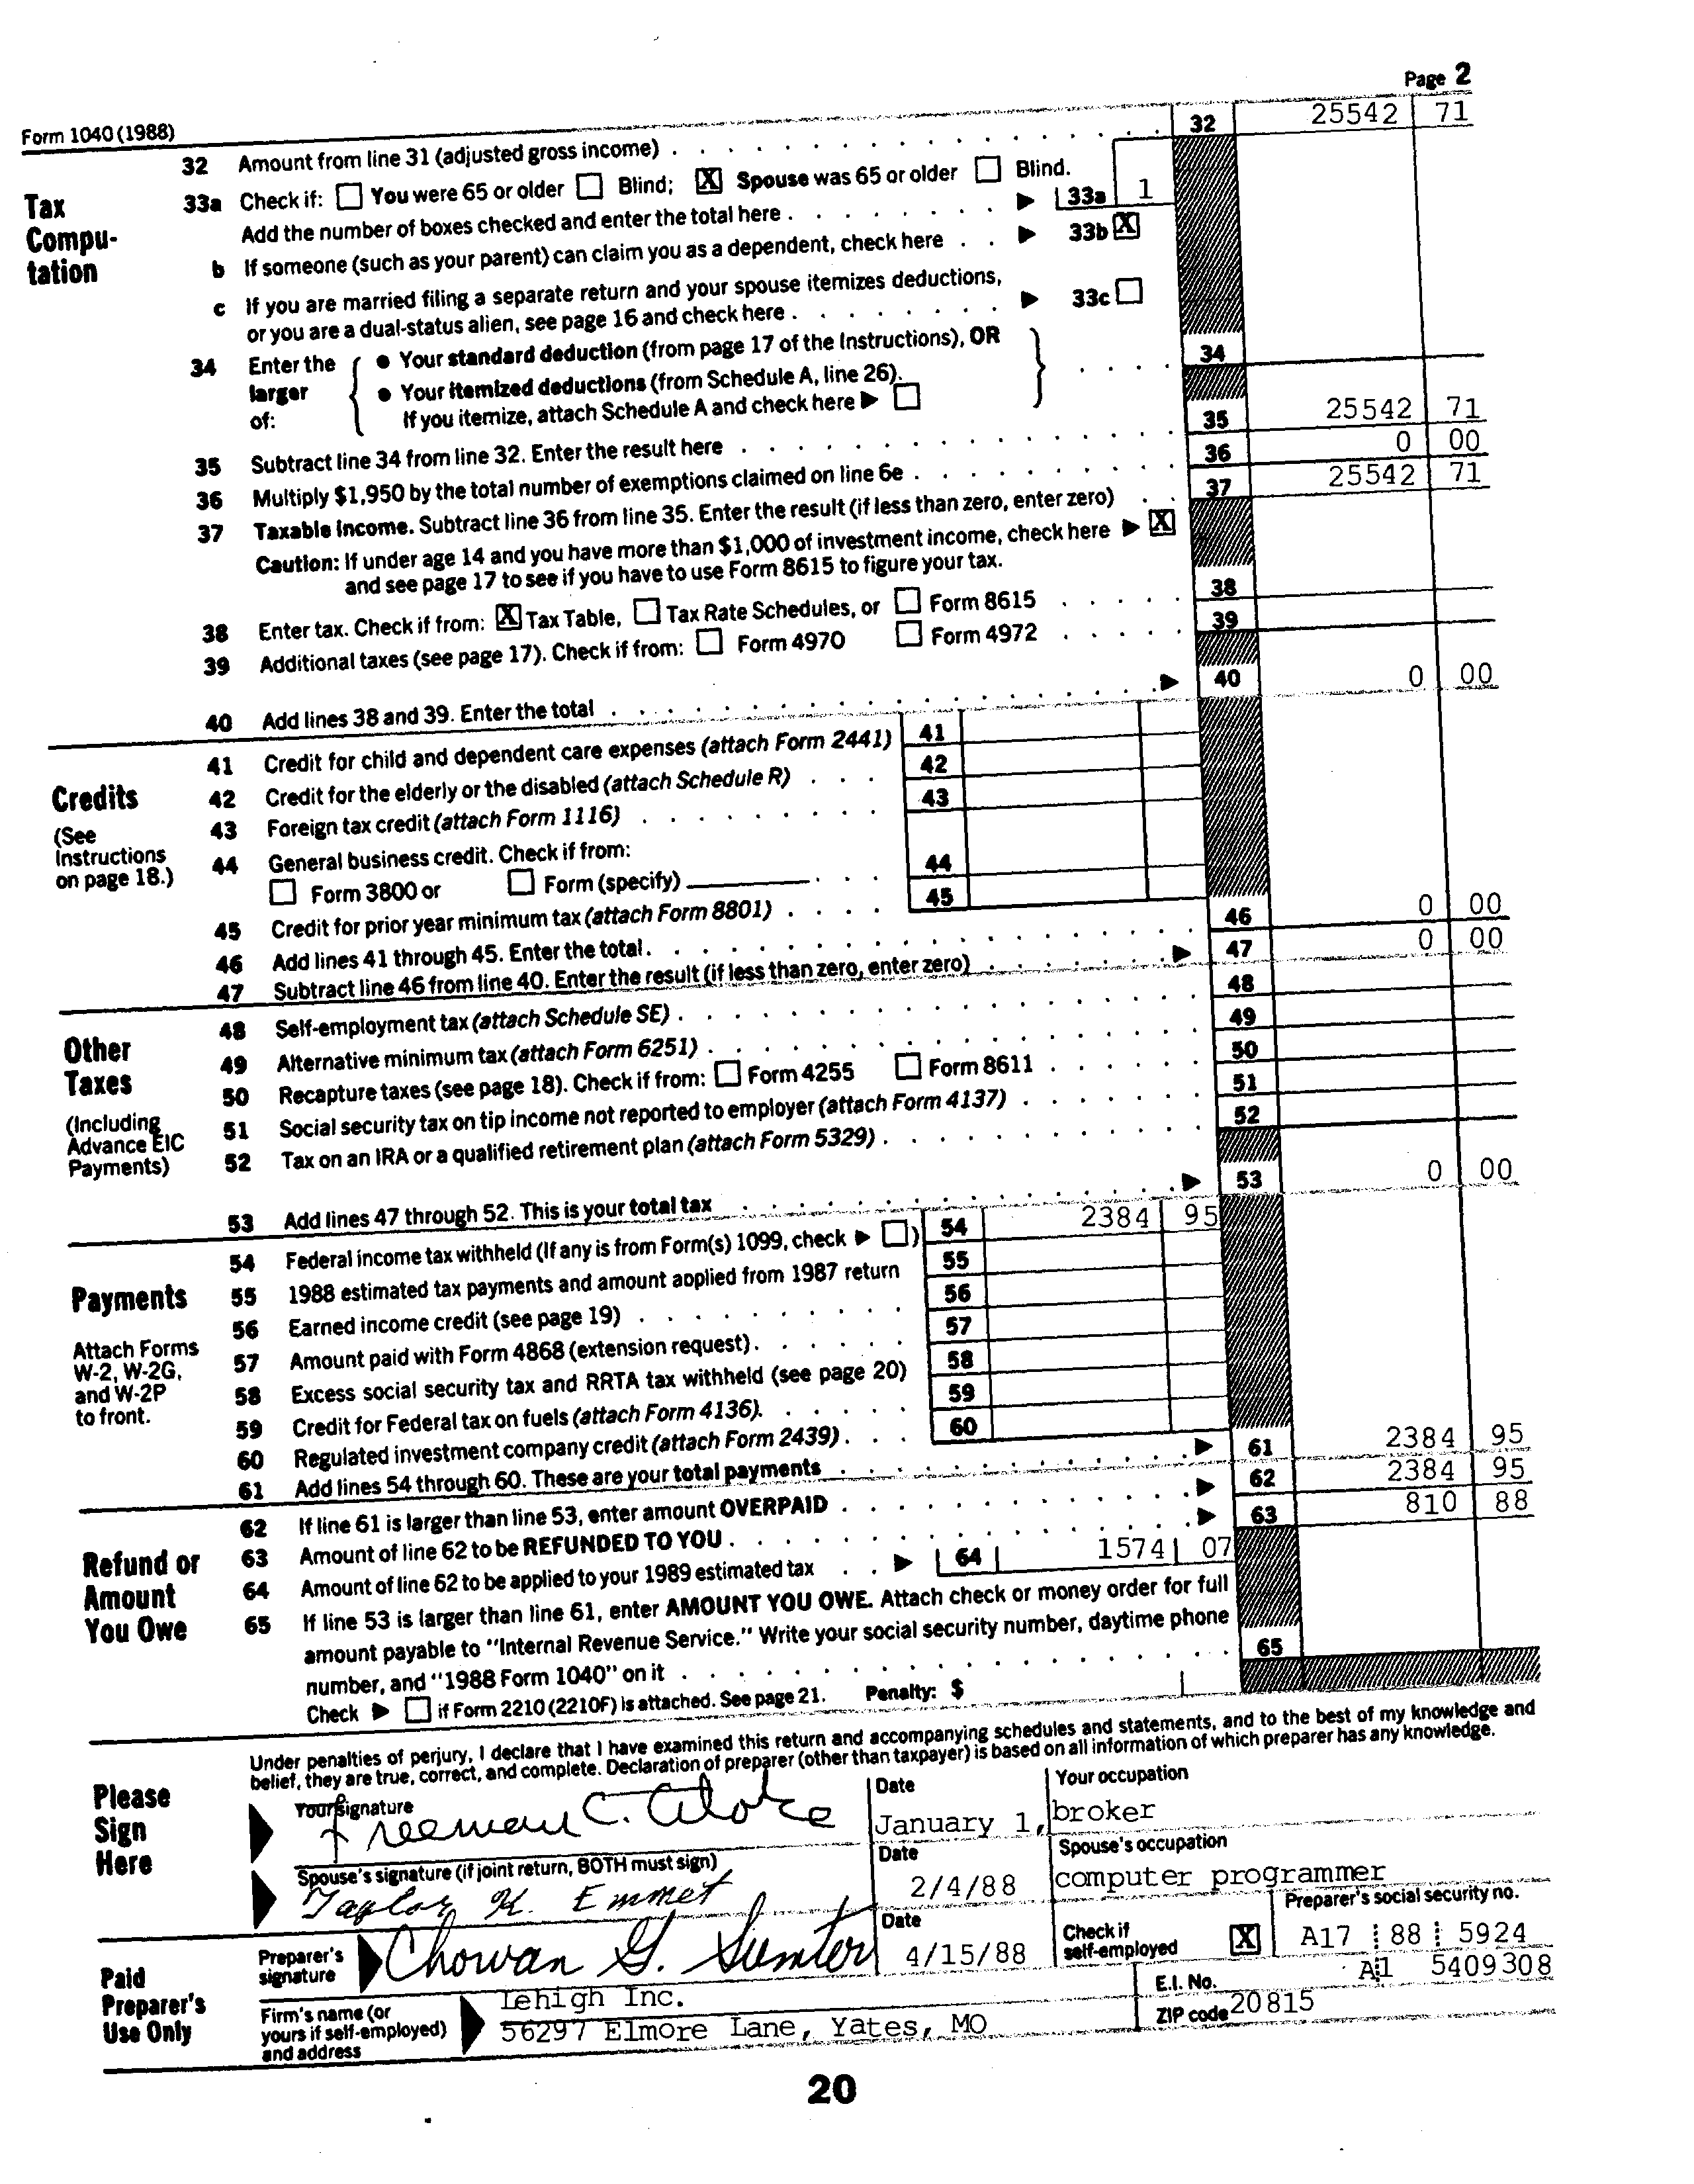 Page 2
Form 1040 (1988)
32 Amount from line 31 (adjusted gross income) . . . . 32 25542 71
Tax Compu-tation
33a Check if: ☐ You were 65 or older ☐ Blind; ☒ Spouse was 65 or older ☐ Blind.
Add the number of boxes checked and enter the total here . . . ▶ 33a 1
b If someone (such as your parent) can claim you as a dependent, check here . . ▶ 33b ☒
c If you are married filing a separate return and your spouse itemizes deductions,
or you are a dual-status alien, see page 16 and check here . . . ▶ 33c ☐
34 Enter the larger of: { ● Your standard deduction (from page 17 of the Instructions), OR
● Your itemized deductions (from Schedule A, line 26).
If you itemize, attach Schedule A and check here ▶ ☐ } . . . . 34
35 Subtract line 34 from line 32. Enter the result here . . . . 35 25542 71
36 Multiply $1,950 by the total number of exemptions claimed on line 6e . . . . 36 0 00
37 Taxable Income. Subtract line 36 from line 35. Enter the result (if less than zero, enter zero) . . 37 25542 71
Caution: If under age 14 and you have more than $1,000 of investment income, check here ▶ ☒
and see page 17 to see if you have to use Form 8615 to figure your tax.
38 Enter tax. Check if from: ☒ Tax Table, ☐ Tax Rate Schedules, or ☐ Form 8615 . . . . 38
39 Additional taxes (see page 17). Check if from: ☐ Form 4970 ☐ Form 4972 . . . . 39
40 Add lines 38 and 39. Enter the total . . . . ▶ 40 0 00
Credits
(See Instructions on page 18.)
41 Credit for child and dependent care expenses (attach Form 2441) 41
42 Credit for the elderly or the disabled (attach Schedule R) . . . 42
43 Foreign tax credit (attach Form 1116) . . . . 43
44 General business credit. Check if from:
☐ Form 3800 or ☐ Form (specify) ______ . . . 44
45 Credit for prior year minimum tax (attach Form 8801) . . . . 45
46 Add lines 41 through 45. Enter the total . . . . 46 0 00
47 Subtract line 46 from line 40. Enter the result (if less than zero, enter zero) . . . . ▶ 47 0 00
Other Taxes
(Including Advance EIC Payments)
48 Self-employment tax (attach Schedule SE) . . . . 48
49 Alternative minimum tax (attach Form 6251) . . . . 49
50 Recapture taxes (see page 18). Check if from: ☐ Form 4255 ☐ Form 8611 . . . . 50
51 Social security tax on tip income not reported to employer (attach Form 4137) . . . . 51
52 Tax on an IRA or a qualified retirement plan (attach Form 5329) . . . . 52
53 Add lines 47 through 52. This is your total tax . . . . ▶ 53 0 00
Payments
Attach Forms W-2, W-2G, and W-2P to front.
54 Federal income tax withheld (If any is from Form(s) 1099, check ▶ ☐) 54 2384 95
55 1988 estimated tax payments and amount applied from 1987 return 55
56 Earned income credit (see page 19) . . . . 56
57 Amount paid with Form 4868 (extension request) . . . . 57
58 Excess social security tax and RRTA tax withheld (see page 20) 58
59 Credit for Federal tax on fuels (attach Form 4136) . . . . 59
60 Regulated investment company credit (attach Form 2439) . . . 60
61 Add lines 54 through 60. These are your total payments . . . . ▶ 61 2384 95
Refund or Amount You Owe
62 If line 61 is larger than line 53, enter amount OVERPAID . . . . ▶ 62 2384 95
63 Amount of line 62 to be REFUNDED TO YOU . . . . ▶ 63 810 88
64 Amount of line 62 to be applied to your 1989 estimated tax . . ▶ 64 1574 07
65 If line 53 is larger than line 61, enter AMOUNT YOU OWE. Attach check or money order for full
amount payable to "Internal Revenue Service." Write your social security number, daytime phone
number, and "1988 Form 1040" on it . . . . 65
Check ▶ ☐ if Form 2210 (2210F) is attached. See page 21. Penalty: $
Please Sign Here
Under penalties of perjury, I declare that I have examined this return and accompanying schedules and statements, and to the best of my knowledge and
belief, they are true, correct, and complete. Declaration of preparer (other than taxpayer) is based on all information of which preparer has any knowledge.
Your signature Freeman C. Date January 1, Your occupation broker
Spouse's signature (if joint return, BOTH must sign) Taylor K. Emmet Date 2/4/88 Spouse's occupation computer programmer
Paid Preparer's Use Only
Preparer's signature Chowan G. Sumter Date 4/15/88 Check if self-employed ☒ Preparer's social security no. A17 88 5924
Firm's name (or yours if self-employed) and address Lehigh Inc. E.I. No. A1 5409308
56297 Elmore Lane, Yates, MO ZIP code 20815
20